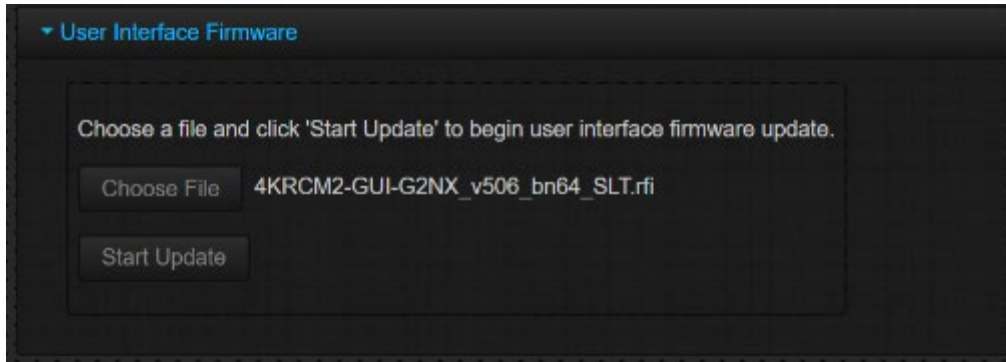 User Interface Firmware
Choose a file and click 'Start Update' to begin user interface firmware update.
Choose File 4KRCM2-GUI-G2NX_v506_bn64_SLT.rfi
Start Update